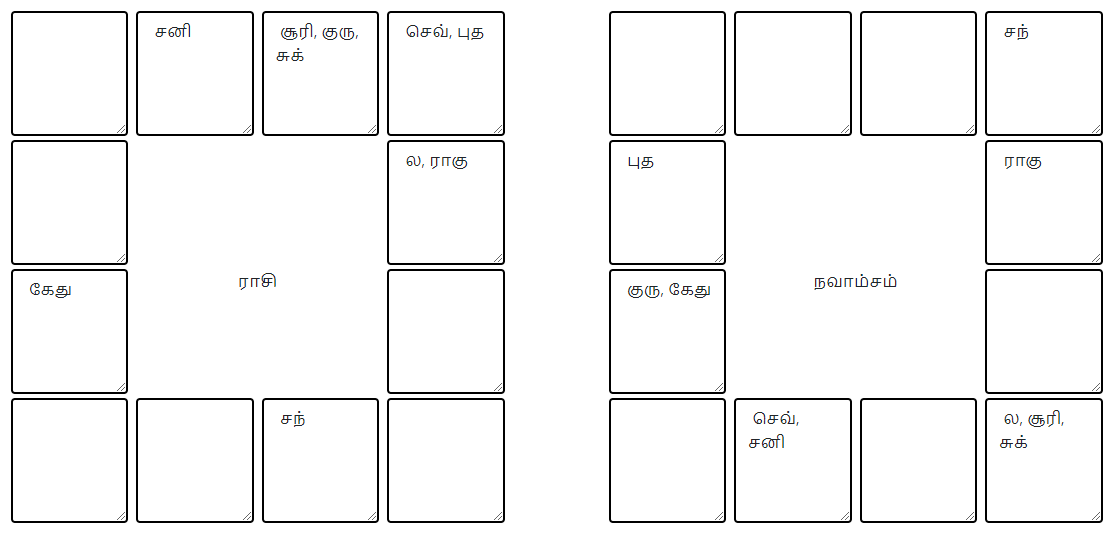 சனி
சூரி, குரு,
சுக்
செவ், புத
ல, ராகு
ராசி
கேது
சந்
சந்
புத
ராகு
நவாம்சம்
குரு, கேது
செவ்,
சனி
ல, சூரி,
சுக்